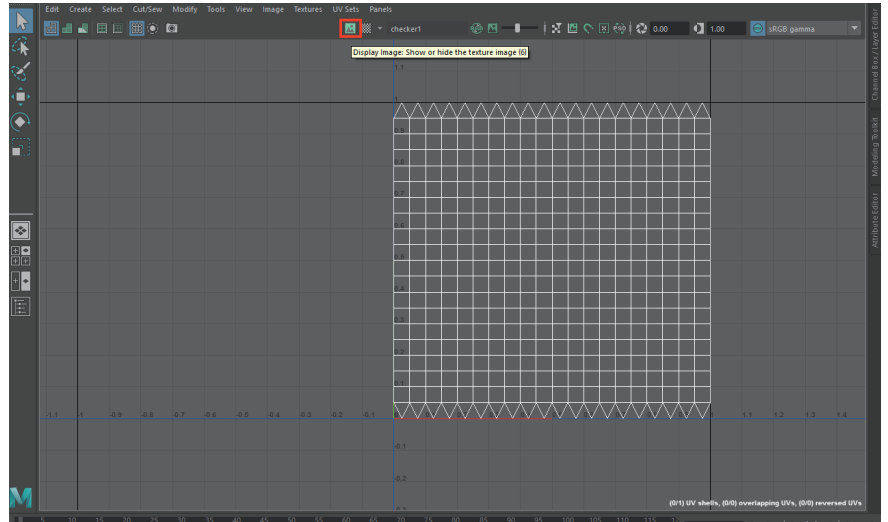 Edit Create Select Cut/Sew Modify Tools View Image Textures UV Sets Panels
checker1 0.00 1.00 sRGB gamma
Display Image: Show or hide the texture image (6)
Channel Box / Layer Editor
Modeling Toolkit
Attribute Editor
1.1
1
0.9
0.8
0.7
0.6
0.5
0.4
0.3
0.2
0.1
-1.1 -1 -0.9 -0.8 -0.7 -0.6 -0.5 -0.4 -0.3 -0.2 -0.1 1 1.1 1.2 1.3 1.4
-0.1
-0.2
(0/1) UV shells, (0/0) overlapping UVs, (0/0) reversed UVs
5 10 15 20 25 30 35 40 45 50 55 60 65 70 75 80 85 90 95 100 105 110 115